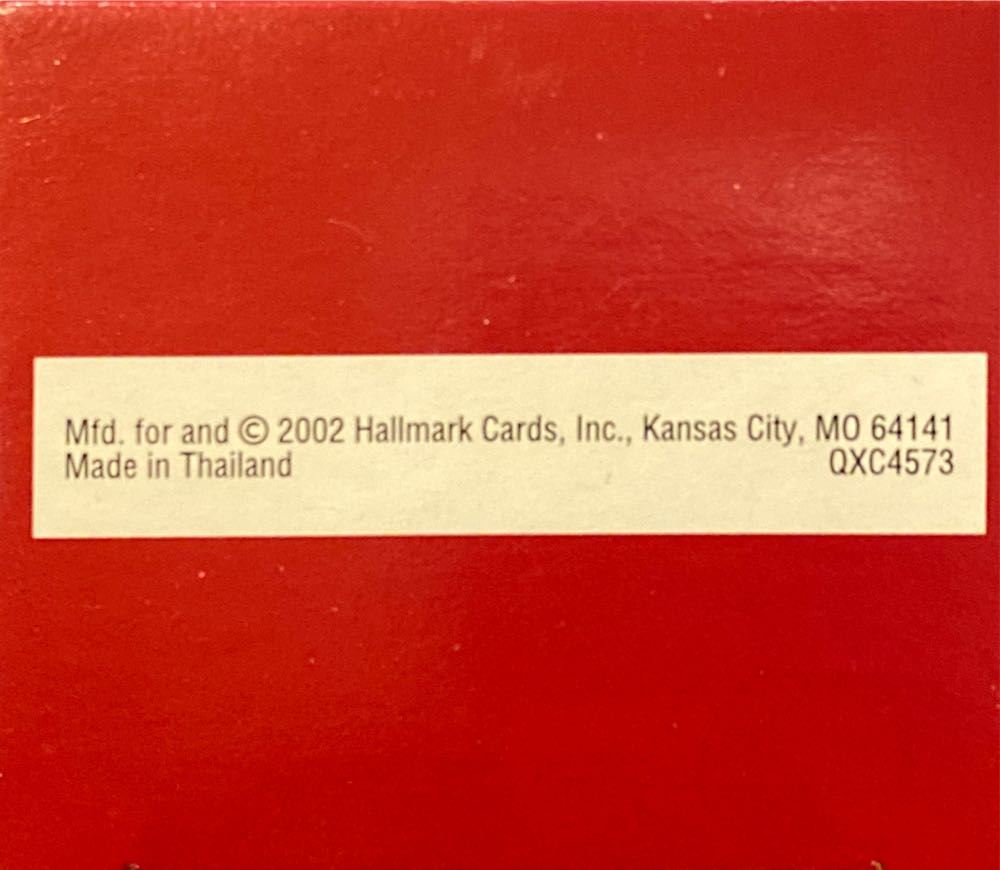 Mfd. for and © 2002 Hallmark Cards, Inc., Kansas City, MO 64141
Made in Thailand QXC4573